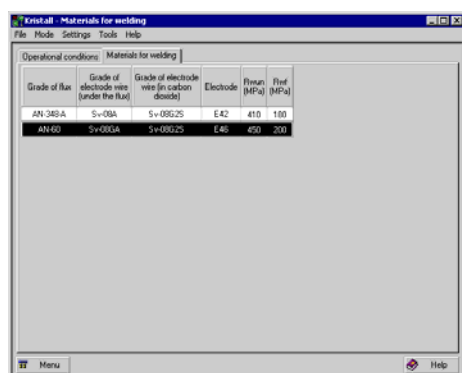 Kristall - Materials for welding
File Mode Settings Tools Help
Operational conditions Materials for welding
Grade of flux Grade of electrode wire (under the flux) Grade of electrode wire (in carbon dioxide) Electrode Rwun (MPa) Rwf (MPa)
AN-348-A Sv-08A Sv-08G2S E42 410 180
AN-60 Sv-08GA Sv-08G2S E46 450 200
Menu Help